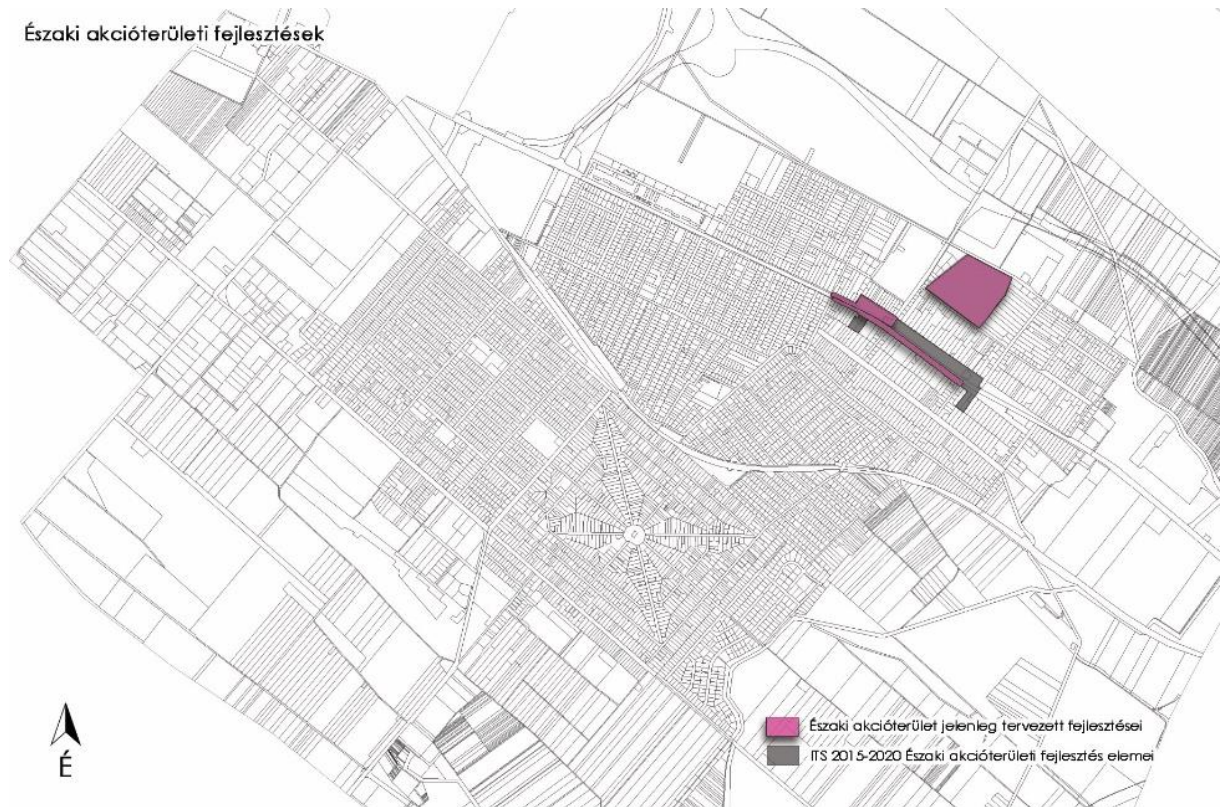 Északi akcióterületi fejlesztések
É
Északi akcióterület jelenleg tervezett fejlesztései
ITS 2015-2020 Északi akcióterületi fejlesztés elemei